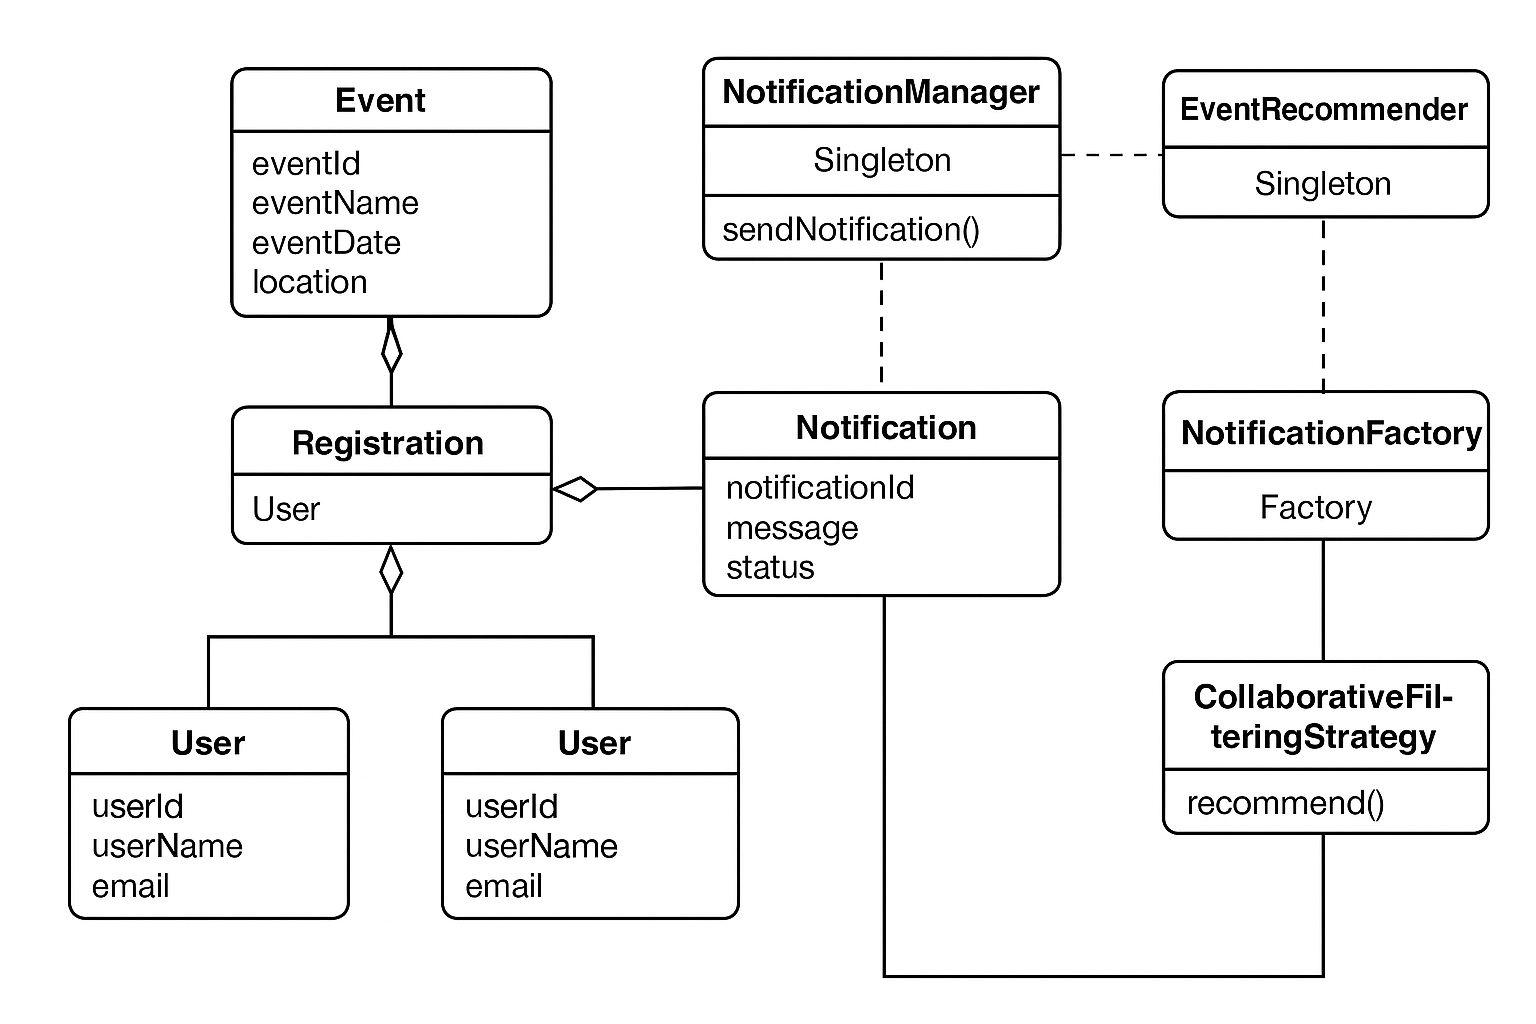 Event
eventId
eventName
eventDate
location
NotificationManager
Singleton
sendNotification()
EventRecommender
Singleton
Registration
User
Notification
notificationId
message
status
NotificationFactory
Factory
User
userId
userName
email
User
userId
userName
email
CollaborativeFil-
teringStrategy
recommend()